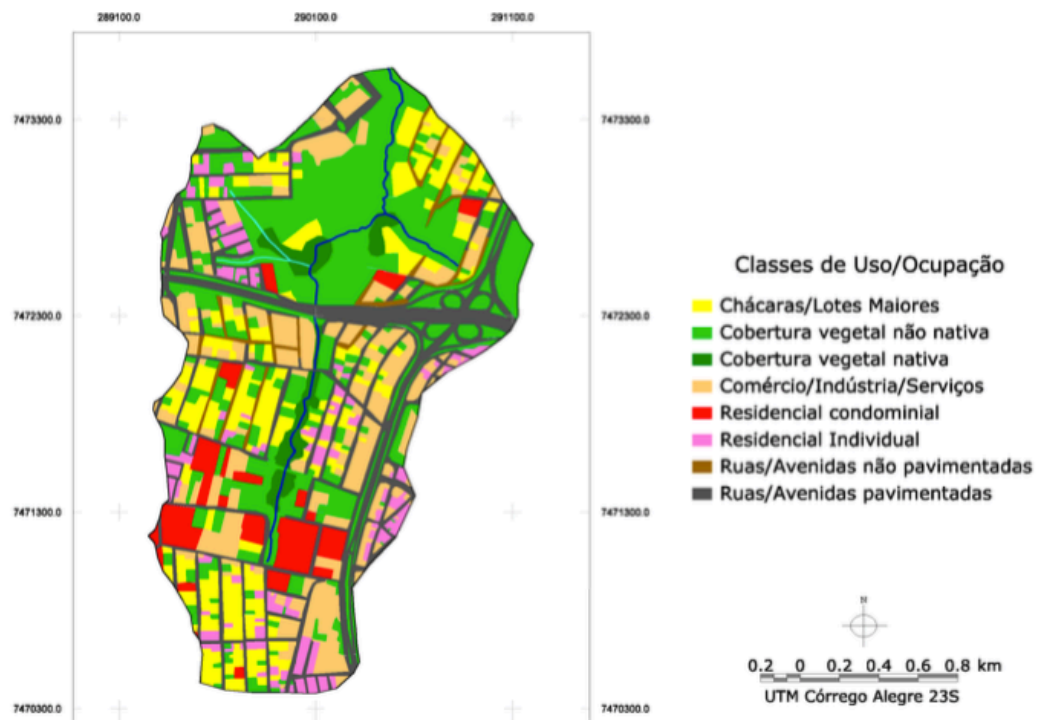 289100.0 290100.0 291100.0
7473300.0 7473300.0
7472300.0 7472300.0
7471300.0 7471300.0
7470300.0 7470300.0
Classes de Uso/Ocupação
Chácaras/Lotes Maiores
Cobertura vegetal não nativa
Cobertura vegetal nativa
Comércio/Indústria/Serviços
Residencial condominial
Residencial Individual
Ruas/Avenidas não pavimentadas
Ruas/Avenidas pavimentadas
N
0.2 0 0.2 0.4 0.6 0.8 km
UTM Córrego Alegre 23S